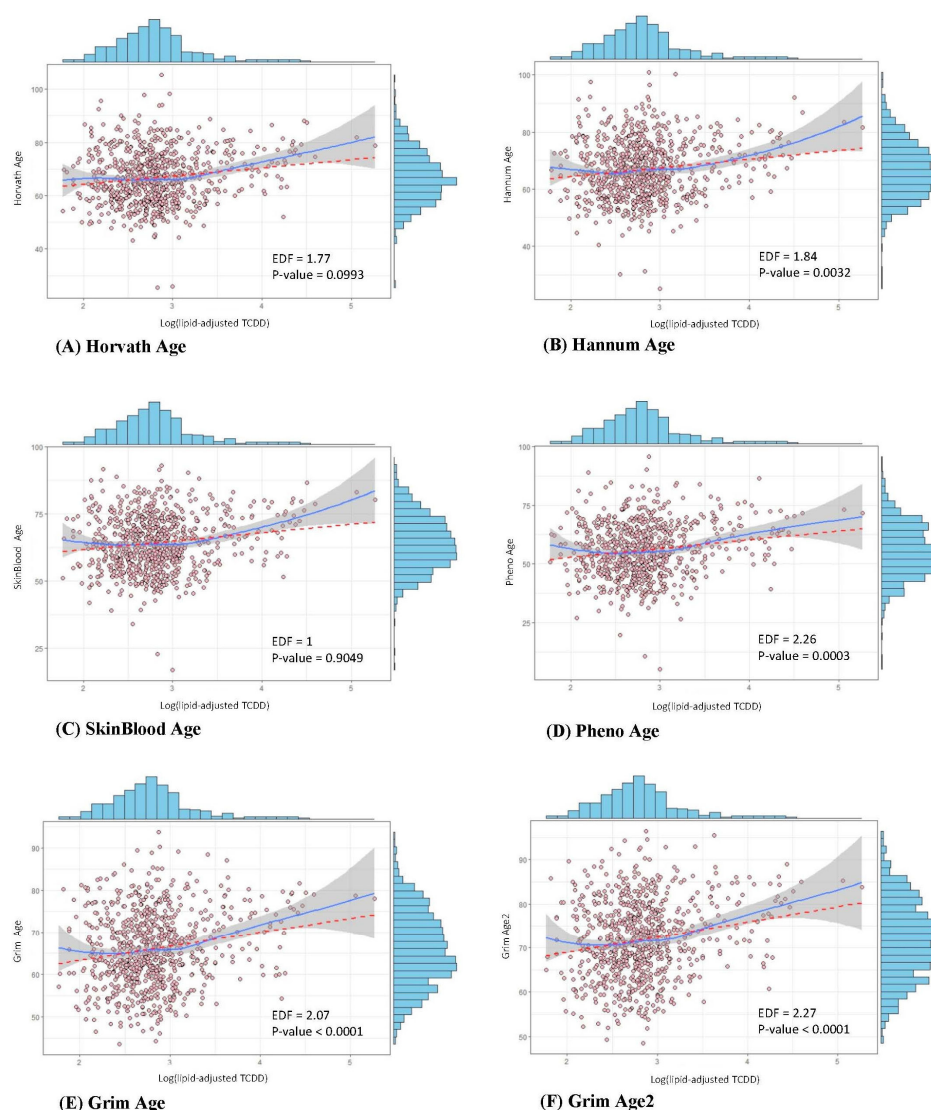 100
80
60
40
Horvath Age
EDF = 1.77
P-value = 0.0993
2
3
4
5
Log(lipid-adjusted TCDD)
(A) Horvath Age
100
80
60
40
Hannum Age
EDF = 1.84
P-value = 0.0032
2
3
4
5
Log(lipid-adjusted TCDD)
(B) Hannum Age
100
75
50
25
SkinBlood Age
EDF = 1
P-value = 0.9049
2
3
4
5
Log(lipid-adjusted TCDD)
(C) SkinBlood Age
100
75
50
25
Pheno Age
EDF = 2.26
P-value = 0.0003
2
3
4
5
Log(lipid-adjusted TCDD)
(D) Pheno Age
90
80
70
60
50
Grim Age
EDF = 2.07
P-value < 0.0001
2
3
4
5
Log(lipid-adjusted TCDD)
(E) Grim Age
90
80
70
60
50
Grim Age2
EDF = 2.27
P-value < 0.0001
2
3
4
5
Log(lipid-adjusted TCDD)
(F) Grim Age2